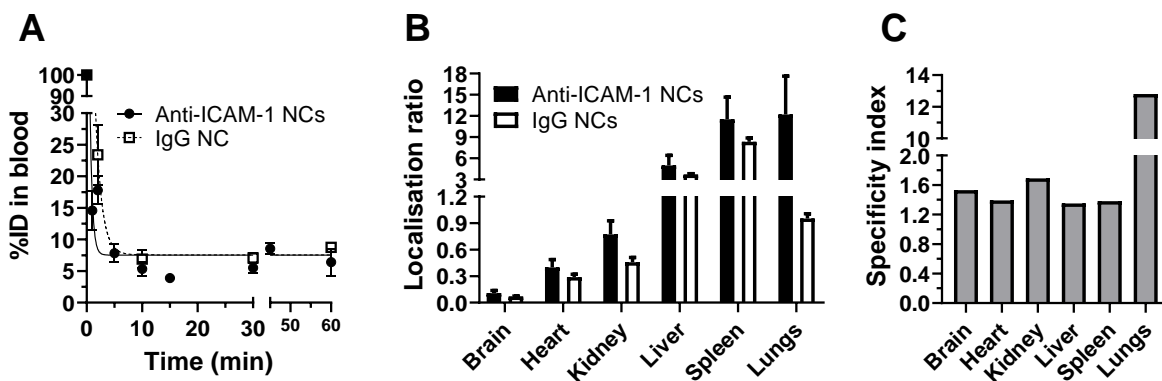 A
%ID in blood
100
90
30
25
20
15
10
5
0
Anti-ICAM-1 NCs
IgG NC
0 10 20 30 50 60
Time (min)
B
Localisation ratio
18
15
12
9
6
3
1.2
0.9
0.6
0.3
0.0
Anti-ICAM-1 NCs
IgG NCs
Brain
Heart
Kidney
Liver
Spleen
Lungs
C
Specificity index
14
12
10
2.0
1.6
1.2
0.8
0.4
0.0
Brain
Heart
Kidney
Liver
Spleen
Lungs